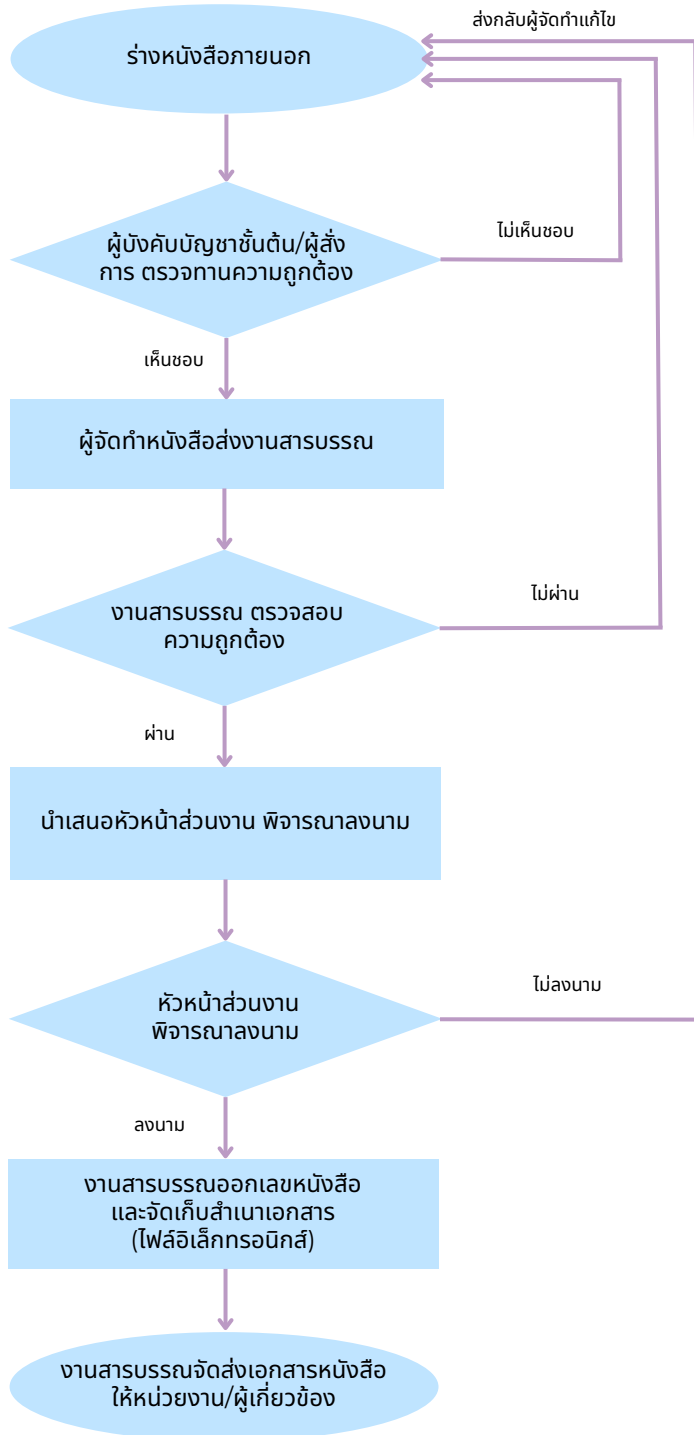 ส่งกลับผู้จัดทำแก้ไข
ร่างหนังสือภายนอก
ไม่เห็นชอบ
ผู้บังคับบัญชาชั้นต้น/ผู้สั่ง
การ ตรวจทานความถูกต้อง
เห็นชอบ
ผู้จัดทำหนังสือส่งงานสารบรรณ
ไม่ผ่าน
งานสารบรรณ ตรวจสอบ
ความถูกต้อง
ผ่าน
นำเสนอหัวหน้าส่วนงาน พิจารณาลงนาม
ไม่ลงนาม
หัวหน้าส่วนงาน
พิจารณาลงนาม
ลงนาม
งานสารบรรณออกเลขหนังสือ
และจัดเก็บสำเนาเอกสาร
(ไฟล์อิเล็กทรอนิกส์)
งานสารบรรณจัดส่งเอกสารหนังสือ
ให้หน่วยงาน/ผู้เกี่ยวข้อง